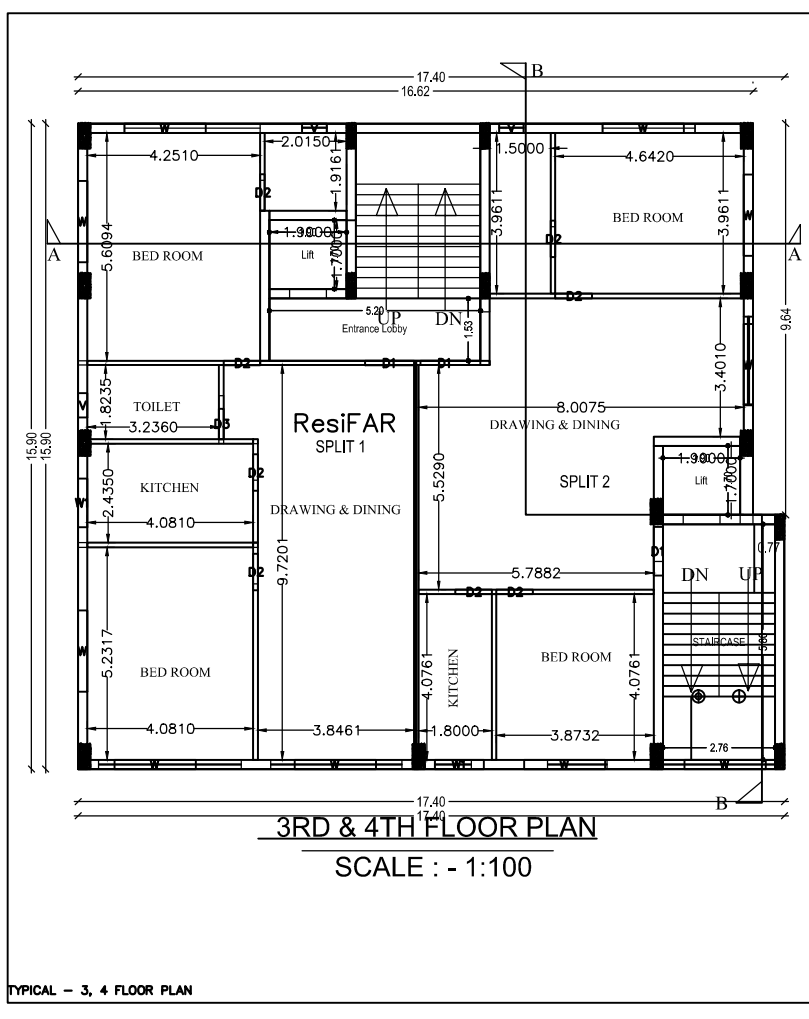 17.40
16.62
B
W
V
V
W
4.2510
2.0150
1.5000
4.6420
1.9161
3.9611
3.9611
D2
W
W
5.6094
BED ROOM
BED ROOM
A
A
D2
Lift
1.7000
D2
5.20
UP
DN
Entrance Lobby
1.53
9.64
D2
D1
D1
3.4010
W
V
1.8235
TOILET
3.2360
D3
ResiFAR
SPLIT 1
8.0075
DRAWING & DINING
15.90
15.90
D2
5.5290
SPLIT 2
Lift
1.7000
KITCHEN
2.4350
W1
4.0810
DRAWING & DINING
9.7201
D1
0.77
D2
5.7882
DN
UP
D2
D2
5.2317
W
BED ROOM
4.0761
KITCHEN
BED ROOM
4.0761
STAIRCASE
4.0810
3.8461
1.8000
3.8732
2.76
W
W
W1
W
W
17.40
B
17.40
3RD & 4TH FLOOR PLAN
SCALE : - 1:100
TYPICAL - 3, 4 FLOOR PLAN